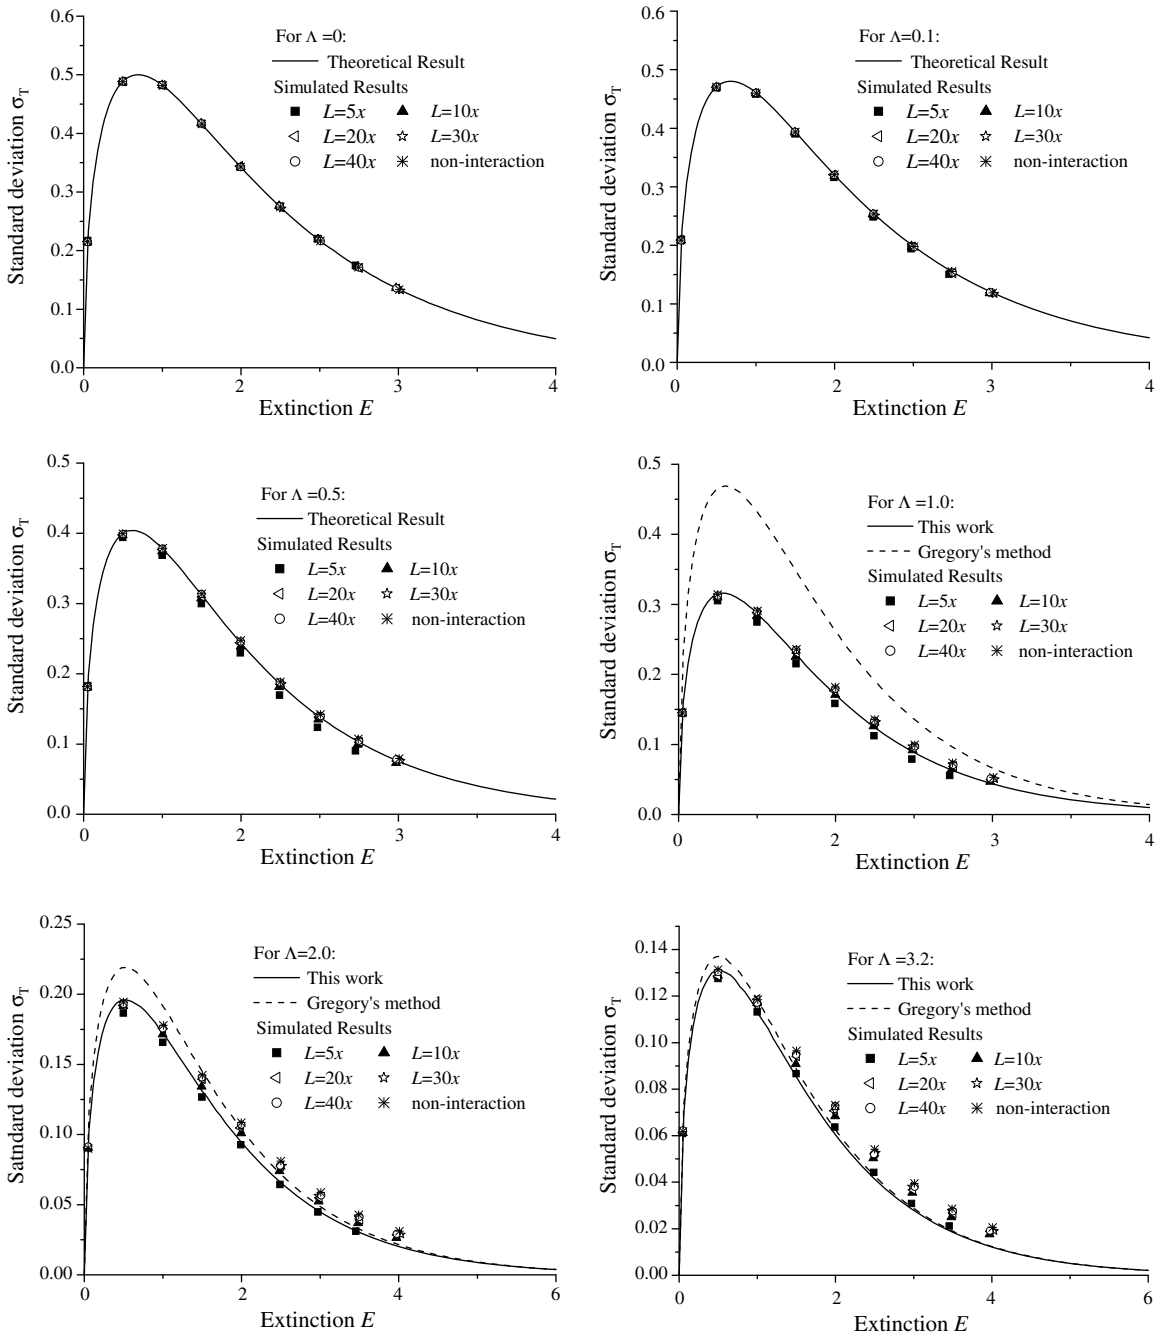 0.6
0.5
0.4
0.3
0.2
0.1
0.0
Standard deviation σT
For Λ =0:
Theoretical Result
Simulated Results
L=5x L=10x
L=20x L=30x
L=40x non-interaction
0 2 3 4
Extinction E
0.6
0.5
0.4
0.3
0.2
0.1
0.0
Standard deviation σT
For Λ=0.1:
Theoretical Result
Simulated Results
L=5x L=10x
L=20x L=30x
L=40x non-interaction
0 2 3 4
Extinction E
0.5
0.4
0.3
0.2
0.1
0.0
Standard deviation σT
For Λ =0.5:
Theoretical Result
Simulated Results
L=5x L=10x
L=20x L=30x
L=40x non-interaction
0 2 3 4
Extinction E
0.5
0.4
0.3
0.2
0.1
0.0
Standard deviation σT
For Λ =1.0:
This work
Gregory's method
Simulated Results
L=5x L=10x
L=20x L=30x
L=40x non-interaction
0 2 3 4
Extinction E
0.25
0.20
0.15
0.10
0.05
0.00
Satndard deviation σT
For Λ=2.0:
This work
Gregory's method
Simulated Results
L=5x L=10x
L=20x L=30x
L=40x non-interaction
0 2 4 6
Extinction E
0.14
0.12
0.10
0.08
0.06
0.04
0.02
0.00
Standard deviation σT
For Λ =3.2:
This work
Gregory's method
Simulated Results
L=5x L=10x
L=20x L=30x
L=40x non-interaction
0 2 4 6
Extinction E